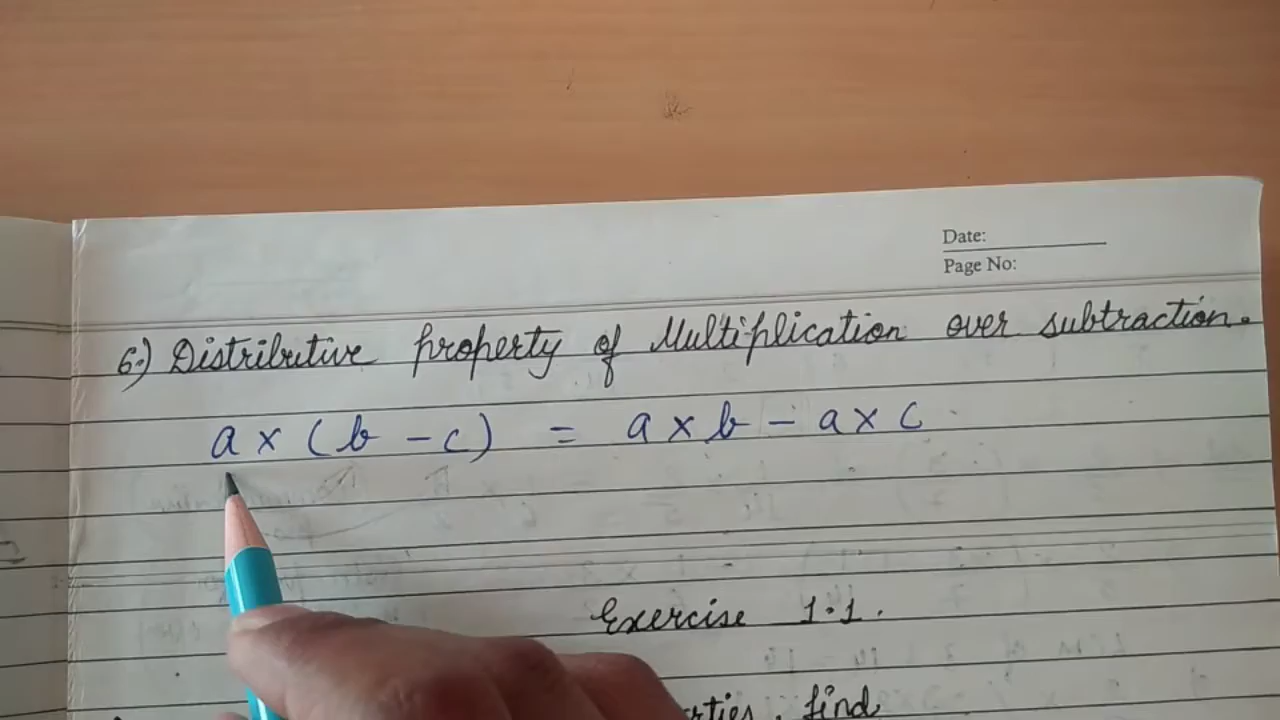 Date:
Page No:
6.) Distributive property of Multiplication over subtraction.
a × (b - c) = a × b - a × c
Exercise 1.1.
find